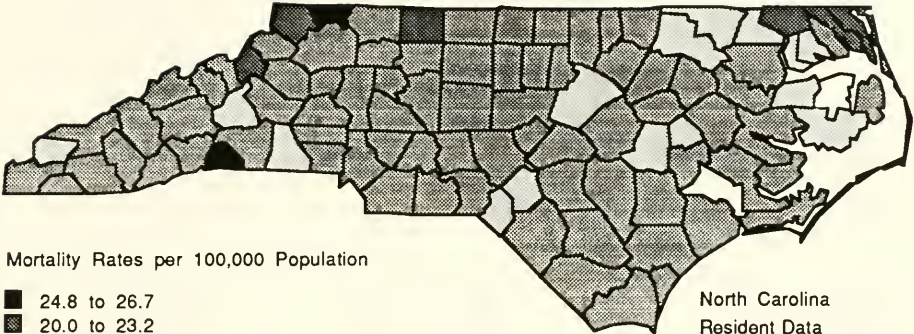 Mortality Rates per 100,000 Population
24.8 to 26.7
20.0 to 23.2
North Carolina
Resident Data